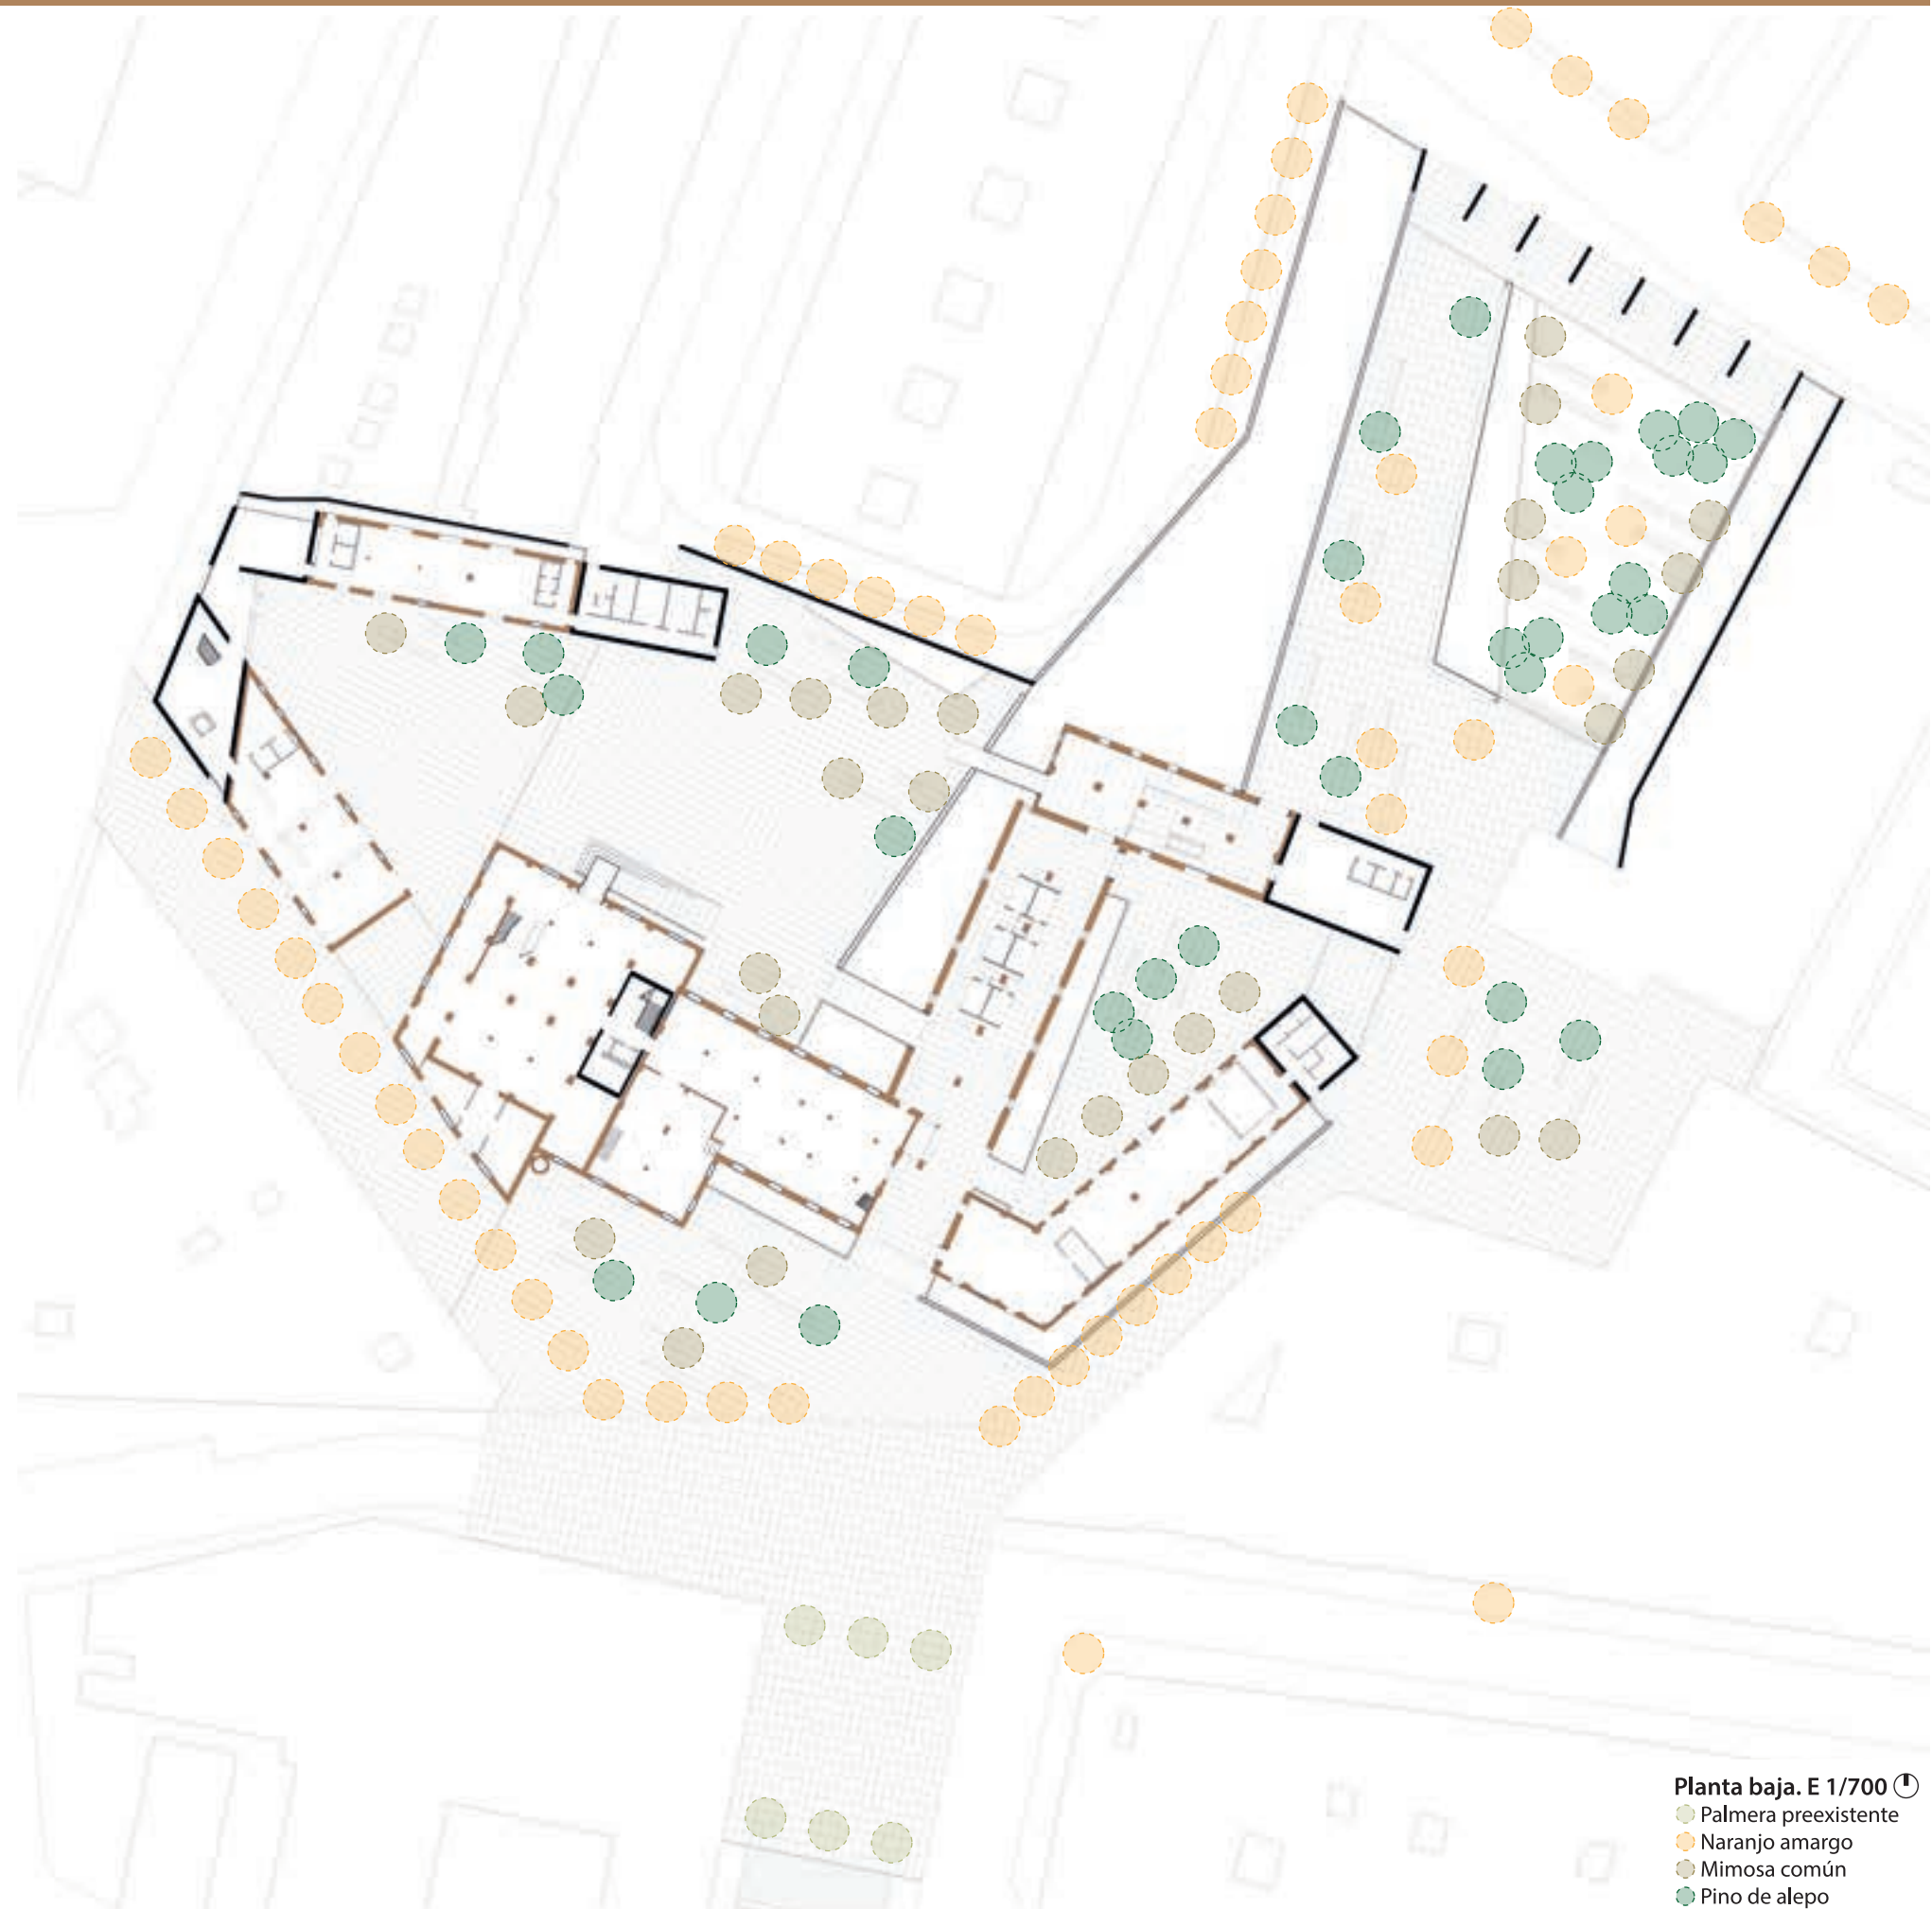 Planta baja. E 1/700
Palmera preexistente
Naranjo amargo
Mimosa común
Pino de alepo